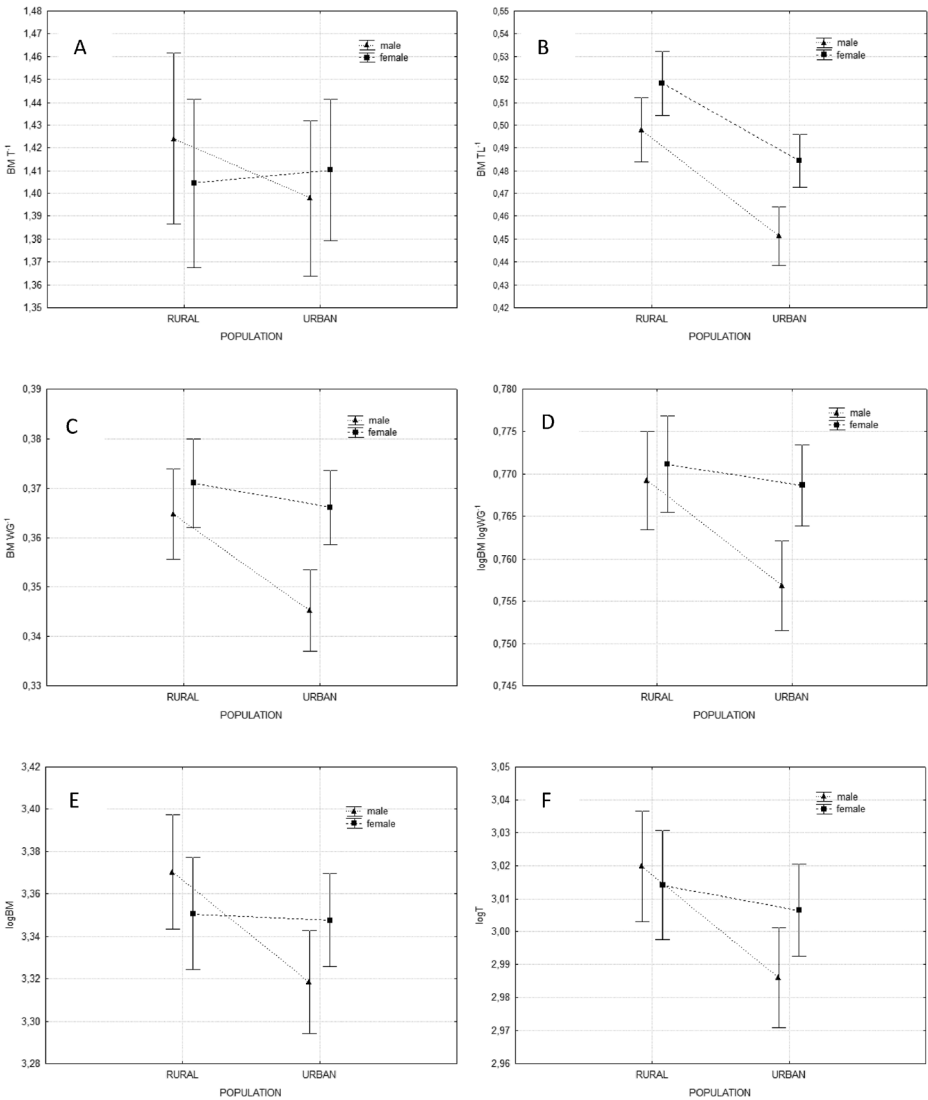 A
male
female
BM T⁻¹
1,48
1,47
1,46
1,45
1,44
1,43
1,42
1,41
1,40
1,39
1,38
1,37
1,36
1,35
RURAL URBAN
POPULATION
B
male
female
BM TL⁻¹
0,55
0,54
0,53
0,52
0,51
0,50
0,49
0,48
0,47
0,46
0,45
0,44
0,43
0,42
RURAL URBAN
POPULATION
C
male
female
BM WG⁻¹
0,39
0,38
0,37
0,36
0,35
0,34
0,33
RURAL URBAN
POPULATION
D
male
female
logBM logWG⁻¹
0,780
0,775
0,770
0,765
0,760
0,755
0,750
0,745
RURAL URBAN
POPULATION
E
male
female
logBM
3,42
3,40
3,38
3,36
3,34
3,32
3,30
3,28
RURAL URBAN
POPULATION
F
male
female
logT
3,05
3,04
3,03
3,02
3,01
3,00
2,99
2,98
2,97
2,96
RURAL URBAN
POPULATION